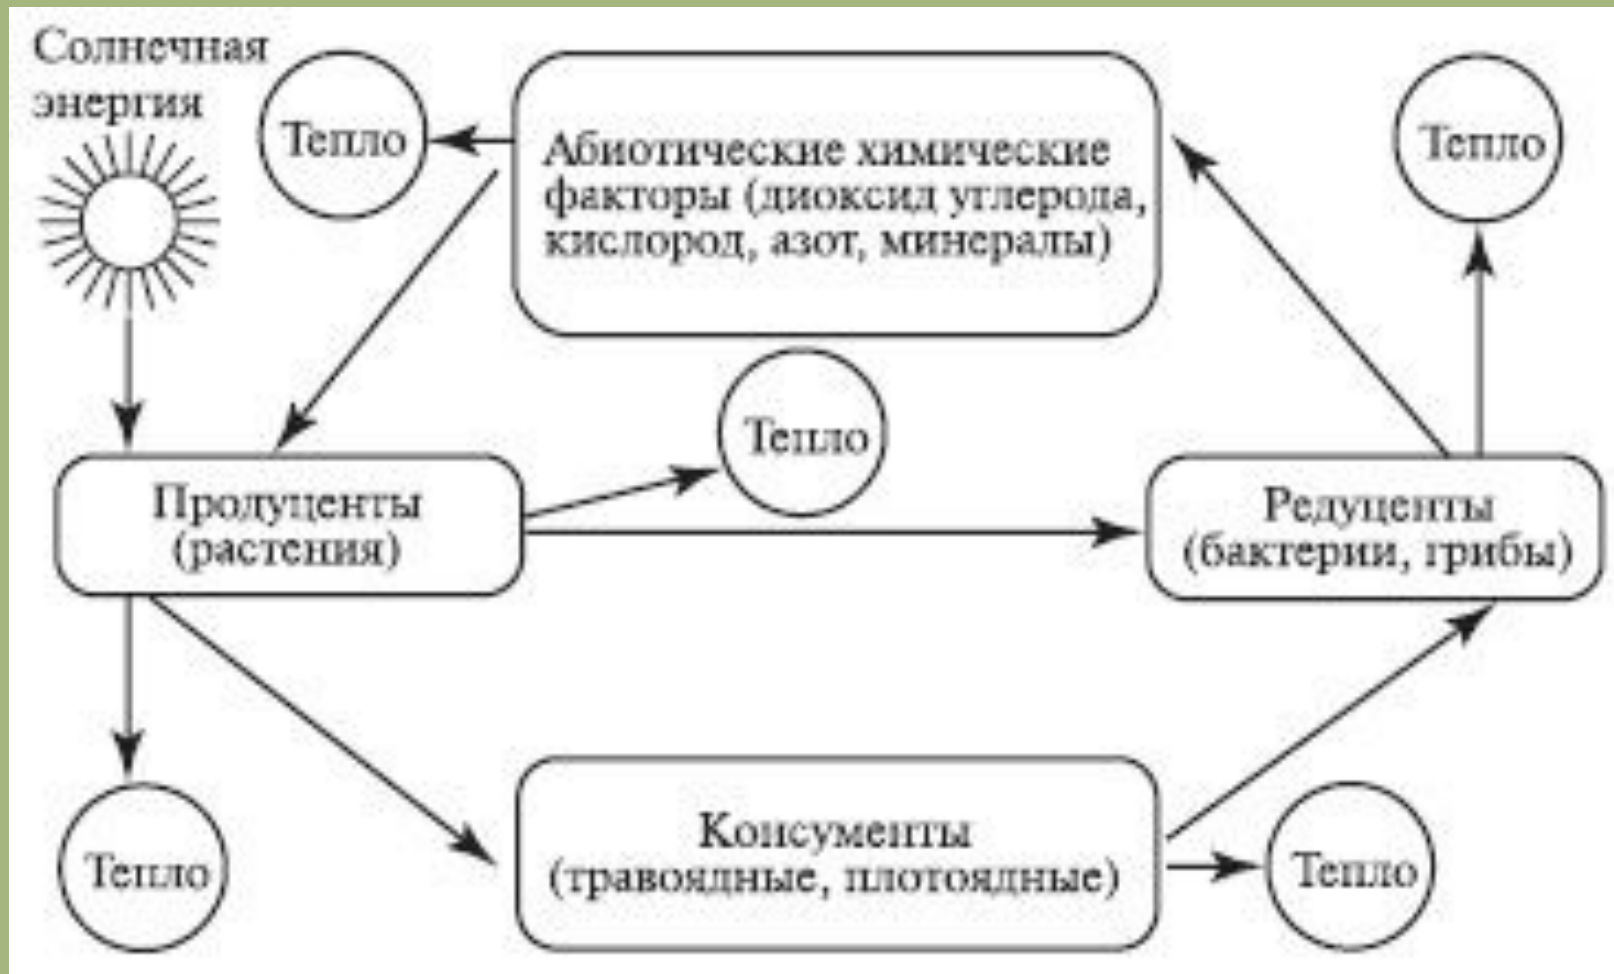 Солнечная
энергия
Тепло
Абиотические химические
факторы (диоксид углерода,
кислород, азот, минералы)
Тепло
Тепло
Продуценты
(растения)
Редуценты
(бактерии, грибы)
Тепло
Консументы
(травоядные, плотоядные)
Тепло